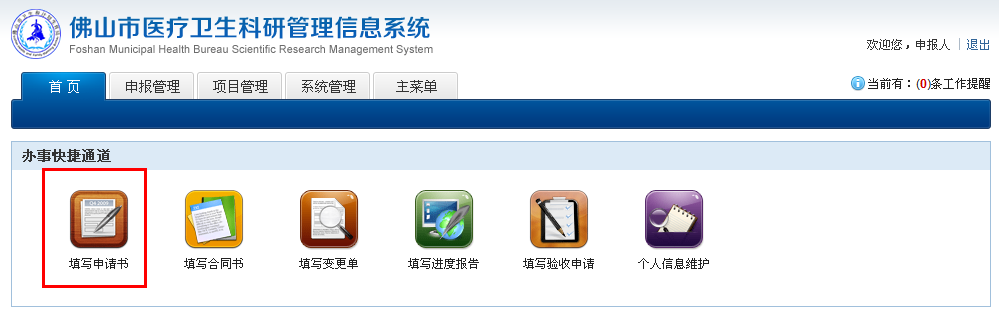 佛山市医疗卫生科研管理信息系统
Foshan Municipal Health Bureau Scientific Research Management System
欢迎您，申报人 | 退出
首 页 申报管理 项目管理 系统管理 主菜单
当前有：(0)条工作提醒
办事快捷通道
Q4 2009
填写申请书 填写合同书 填写变更单 填写进度报告 填写验收申请 个人信息维护